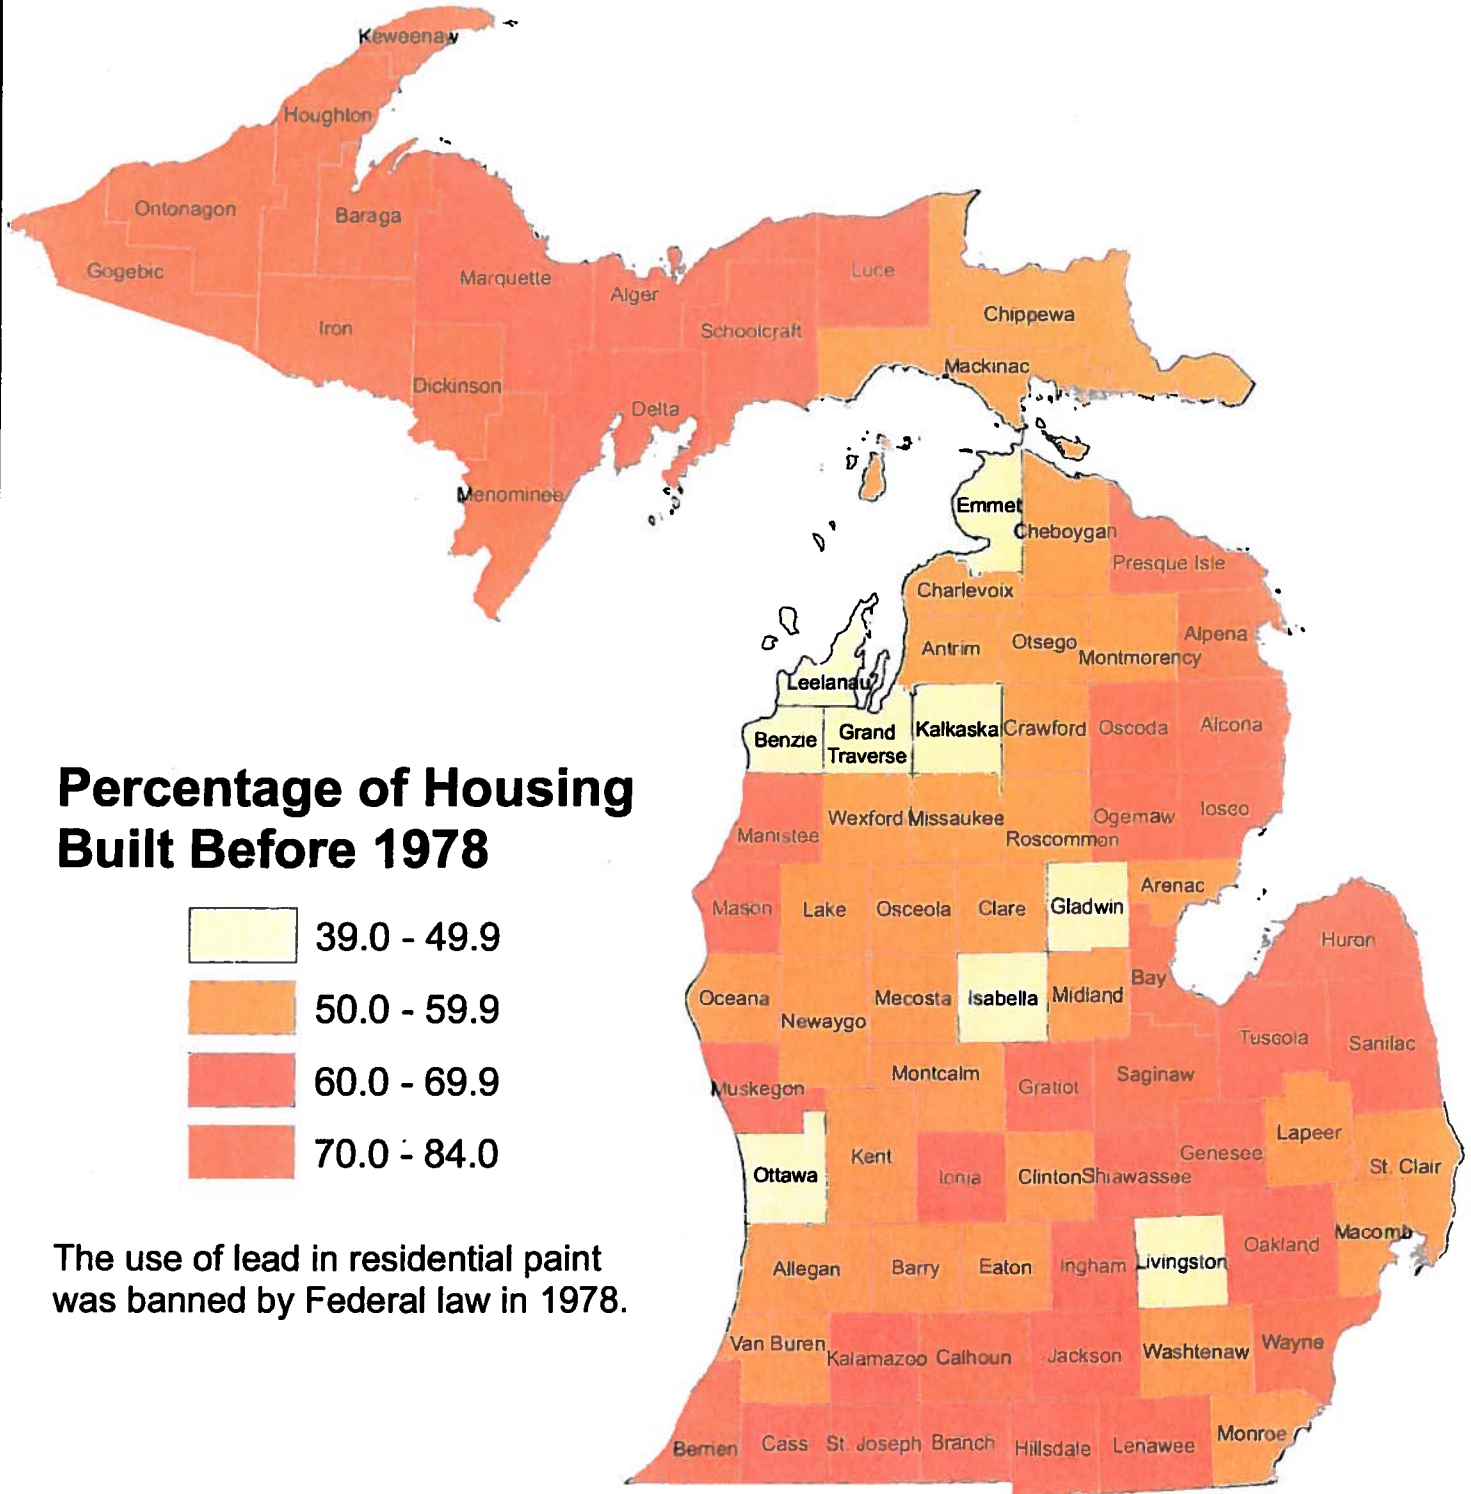 Keweenaw
Houghton
Ontonagon
Baraga
Gogebic
Marquette
Alger
Luce
Iron
Schoolcraft
Chippewa
Mackinac
Dickinson
Delta
Menominee
Emmet
Cheboygan
Presque Isle
Charlevoix
Antrim
Otsego
Montmorency
Alpena
Leelanau
Benzie
Grand
Traverse
Kalkaska
Crawford
Oscoda
Alcona
Percentage of Housing
Built Before 1978
39.0 - 49.9
50.0 - 59.9
60.0 - 69.9
70.0 - 84.0
The use of lead in residential paint
was banned by Federal law in 1978.
Manistee
Wexford
Missaukee
Roscommon
Ogemaw
Iosco
Mason
Lake
Osceola
Clare
Gladwin
Arenac
Huron
Oceana
Newaygo
Mecosta
Isabella
Midland
Bay
Tuscola
Sanilac
Muskegon
Montcalm
Gratiot
Saginaw
Lapeer
St. Clair
Ottawa
Kent
Ionia
Clinton
Shiawassee
Genesee
Allegan
Barry
Eaton
Ingham
Livingston
Oakland
Macomb
Van Buren
Kalamazoo
Calhoun
Jackson
Washtenaw
Wayne
Berrien
Cass
St. Joseph
Branch
Hillsdale
Lenawee
Monroe